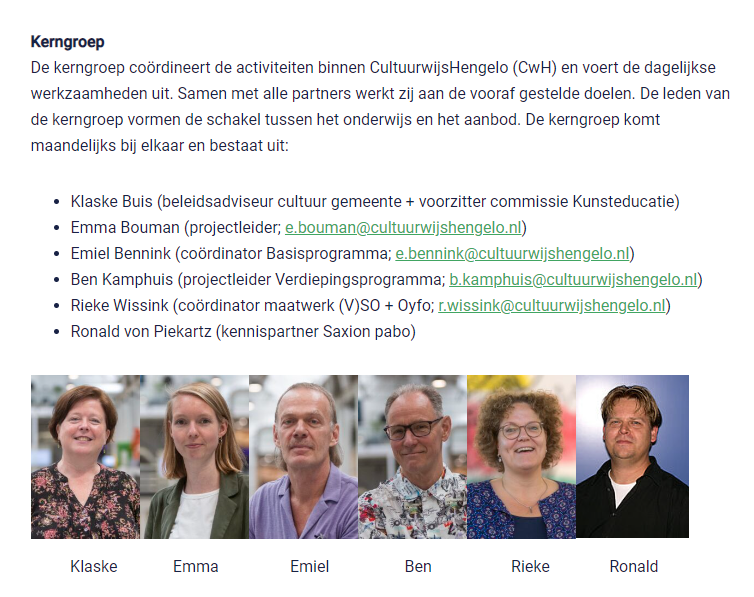 Kerngroep
De kerngroep coördineert de activiteiten binnen CultuurwijsHengelo (CwH) en voert de dagelijkse
werkzaamheden uit. Samen met alle partners werkt zij aan de vooraf gestelde doelen. De leden van
de kerngroep vormen de schakel tussen het onderwijs en het aanbod. De kerngroep komt
maandelijks bij elkaar en bestaat uit:
• Klaske Buis (beleidsadviseur cultuur gemeente + voorzitter commissie Kunsteducatie)
• Emma Bouman (projectleider; e.bouman@cultuurwijshengelo.nl)
• Emiel Bennink (coördinator Basisprogramma; e.bennink@cultuurwijshengelo.nl)
• Ben Kamphuis (projectleider Verdiepingsprogramma; b.kamphuis@cultuurwijshengelo.nl)
• Rieke Wissink (coördinator maatwerk (V)SO + Oyfo; r.wissink@cultuurwijshengelo.nl)
• Ronald von Piekartz (kennispartner Saxion pabo)
Klaske Emma Emiel Ben Rieke Ronald